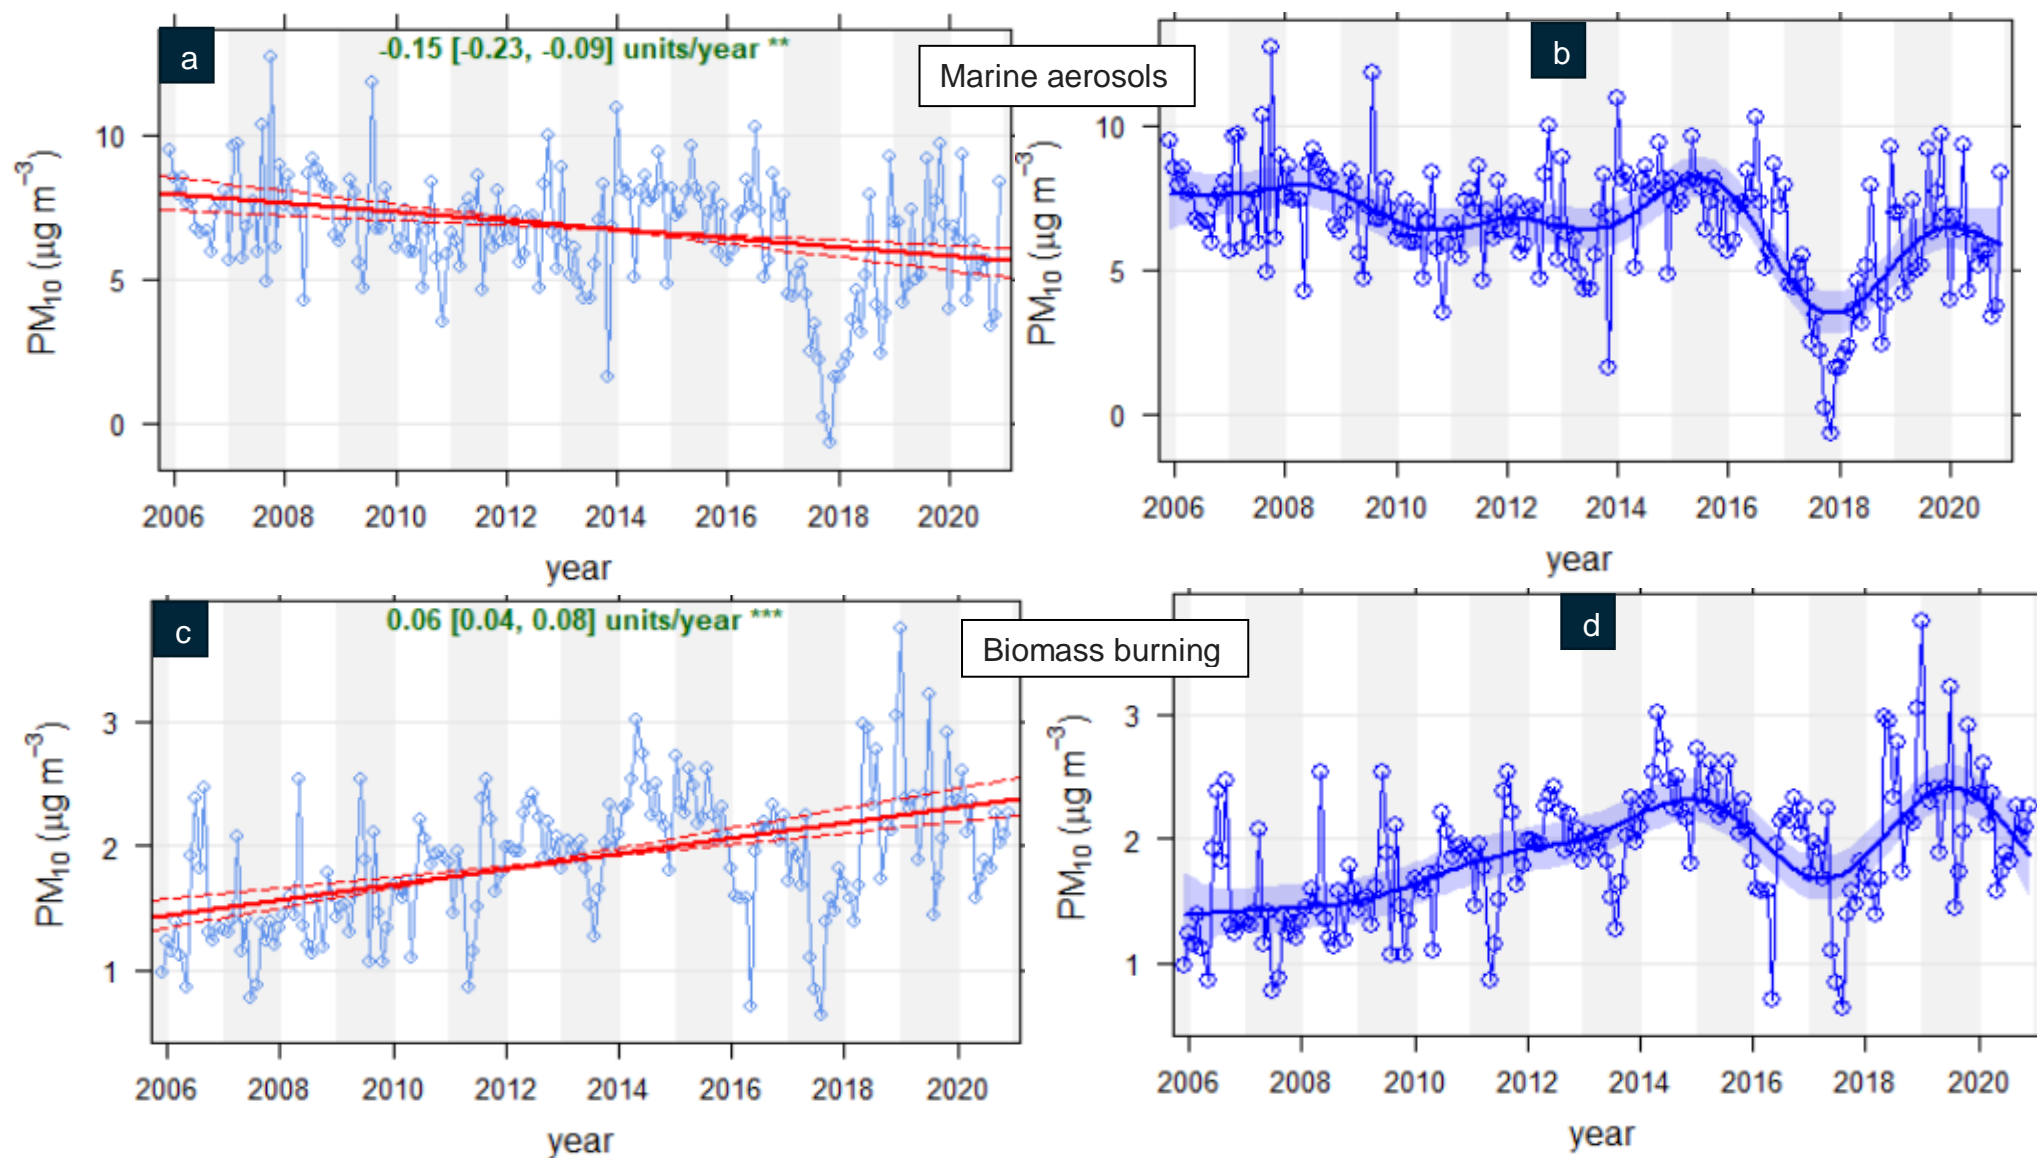 a
-0.15 [-0.23, -0.09] units/year **
Marine aerosols
b
PM₁₀ (µg m⁻³)
10
5
0
2006 2008 2010 2012 2014 2016 2018 2020
year
PM₁₀ (µg m⁻³)
10
5
0
2006 2008 2010 2012 2014 2016 2018 2020
year
c
0.06 [0.04, 0.08] units/year ***
Biomass burning
d
PM₁₀ (µg m⁻³)
3
2
1
2006 2008 2010 2012 2014 2016 2018 2020
year
PM₁₀ (µg m⁻³)
3
2
1
2006 2008 2010 2012 2014 2016 2018 2020
year